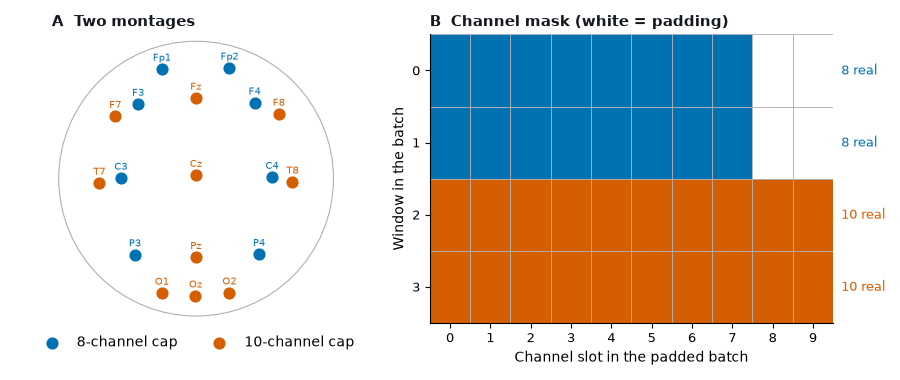 A Two montages
Fp1 Fp2
Fz
F3 F4
F7 F8
Cz
T7 C3 C4 T8
P3 Pz P4
O1 Oz O2
8-channel cap 10-channel cap
B Channel mask (white = padding)
Window in the batch
0 8 real
1 8 real
2 10 real
3 10 real
0 1 2 3 4 5 6 7 8 9
Channel slot in the padded batch